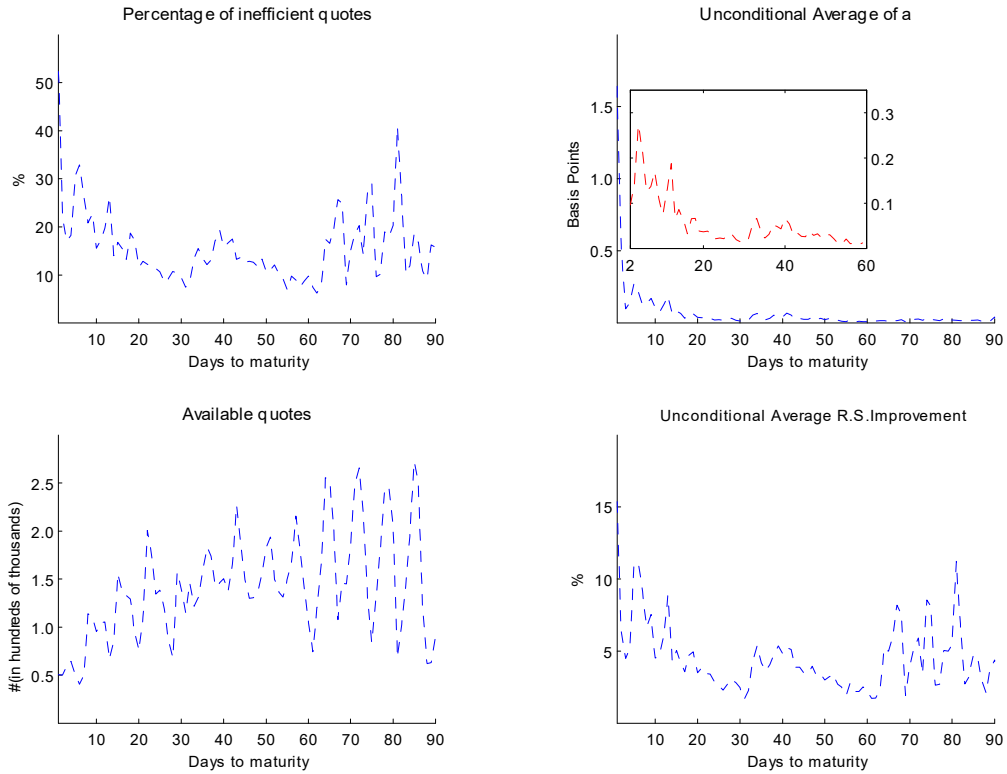 Percentage of inefficient quotes
50
40
30
20
10
%
10 20 30 40 50 60 70 80 90
Days to maturity
Unconditional Average of a
1.5
1.0
0.5
Basis Points
0.3
0.2
0.1
2 20 40 60
10 20 30 40 50 60 70 80 90
Days to maturity
Available quotes
2.5
2.0
1.5
1.0
0.5
#(in hundreds of thousands)
10 20 30 40 50 60 70 80 90
Days to maturity
Unconditional Average R.S.Improvement
15
10
5
%
10 20 30 40 50 60 70 80 90
Days to maturity